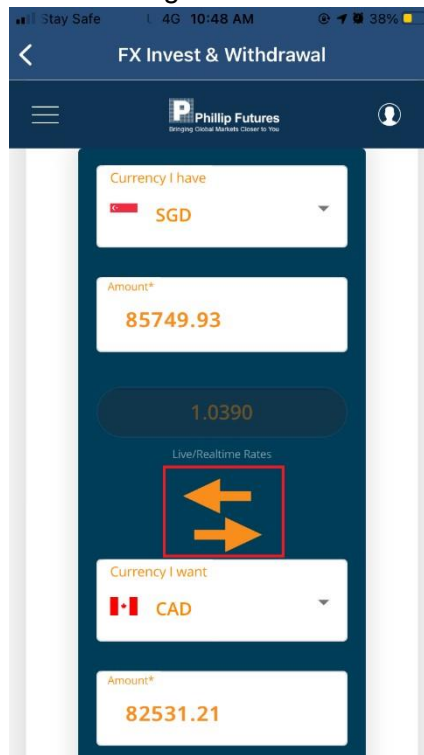 Stay Safe 4G 10:48 AM 38%
FX Invest & Withdrawal
Phillip Futures
Bringing Global Markets Closer to You
Currency I have
SGD
Amount*
85749.93
1.0390
Live/Realtime Rates
Currency I want
CAD
Amount*
82531.21